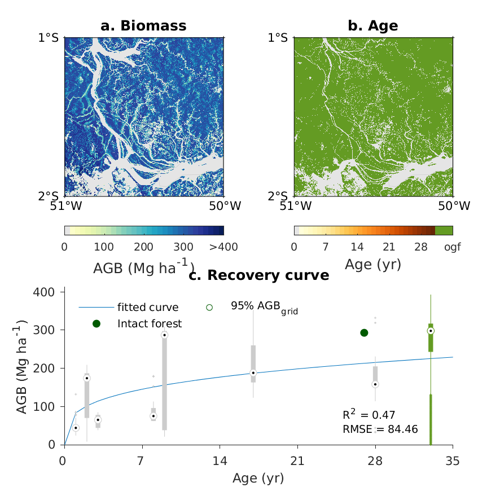 a. Biomass
b. Age
1°S
1°S
2°S
2°S
51°W
50°W
51°W
50°W
0 100 200 300 >400
0 7 14 21 28 ogf
AGB (Mg ha-1)
Age (yr)
c. Recovery curve
400
300
200
100
0
AGB (Mg ha-1)
fitted curve
95% AGBgrid
Intact forest
R2 = 0.47
RMSE = 84.46
0 7 14 21 28 35
Age (yr)